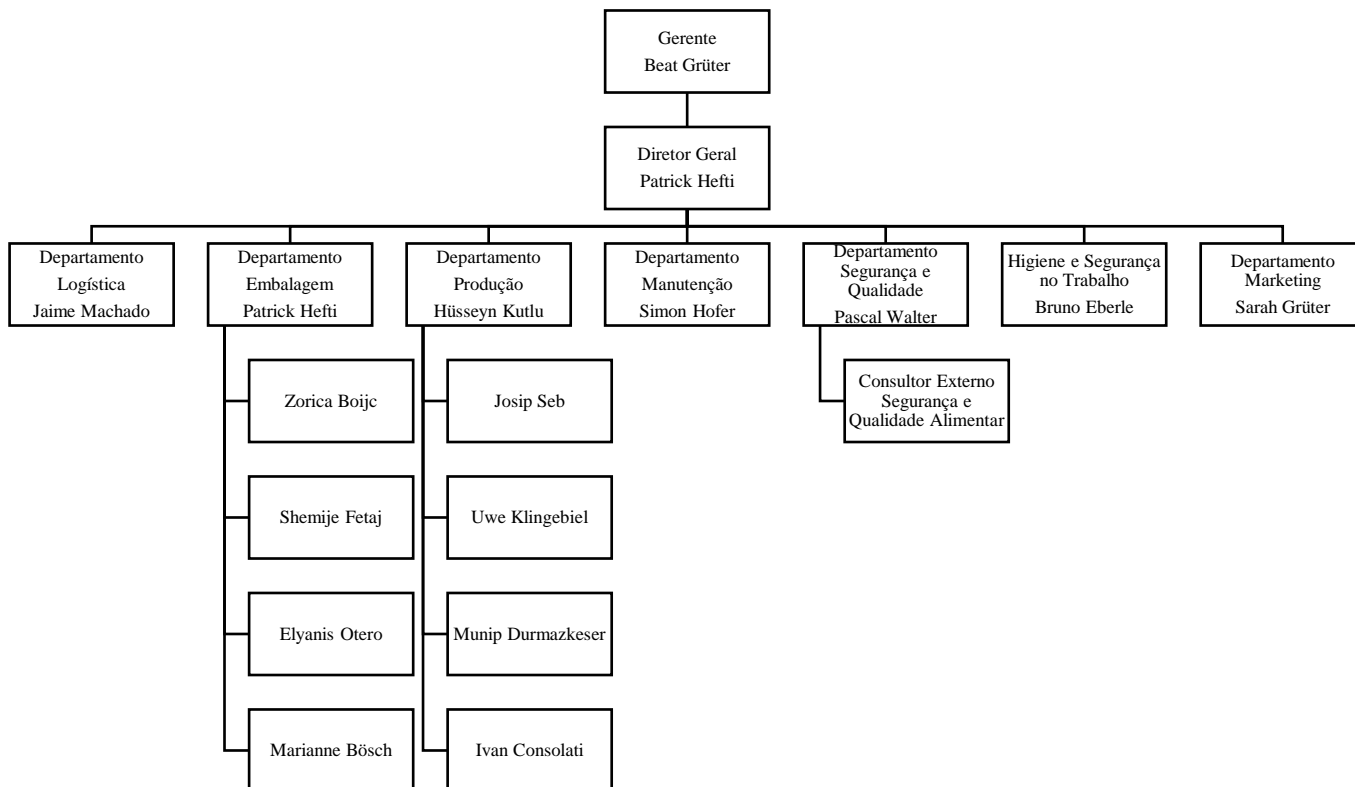 Gerente
Beat Grüter
Diretor Geral
Patrick Hefti
Departamento
Logística
Jaime Machado
Departamento
Embalagem
Patrick Hefti
Departamento
Produção
Hüsseyn Kutlu
Departamento
Manutenção
Simon Hofer
Departamento
Segurança e
Qualidade
Pascal Walter
Higiene e Segurança
no Trabalho
Bruno Eberle
Departamento
Marketing
Sarah Grüter
Zorica Boijc
Josip Seb
Consultor Externo
Segurança e
Qualidade Alimentar
Shemije Fetaj
Uwe Klingebiel
Elyanis Otero
Munip Durmazkeser
Marianne Bösch
Ivan Consolati